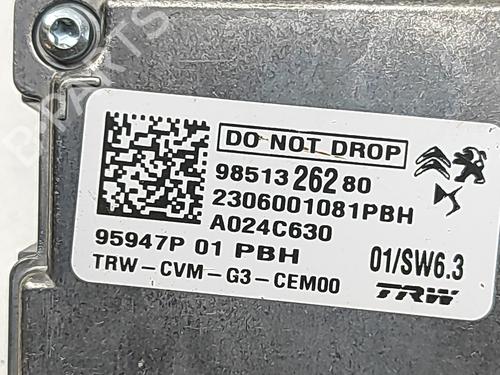 B-PARTS
DO NOT DROP
98513 262 80
2306001081PBH
A024C630
95947P 01 PBH
01/SW6.3
TRW-CVM-G3-CEM00
TRW